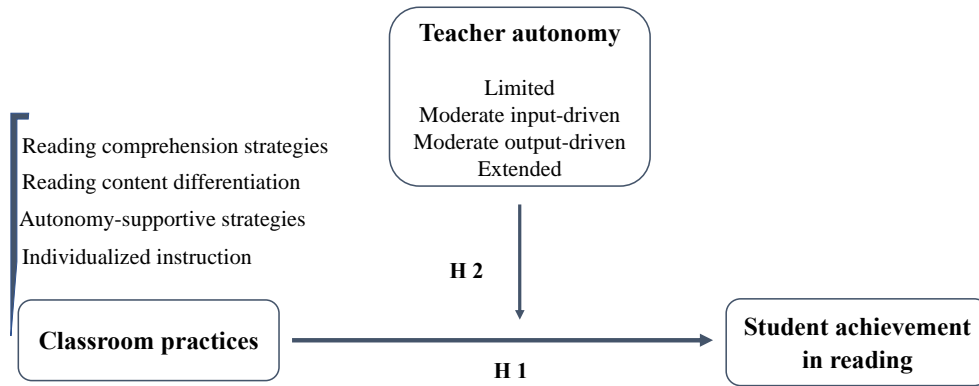 Teacher autonomy
Limited
Moderate input-driven
Moderate output-driven
Extended
Reading comprehension strategies
Reading content differentiation
Autonomy-supportive strategies
Individualized instruction
H 2
Classroom practices
H 1
Student achievement
in reading